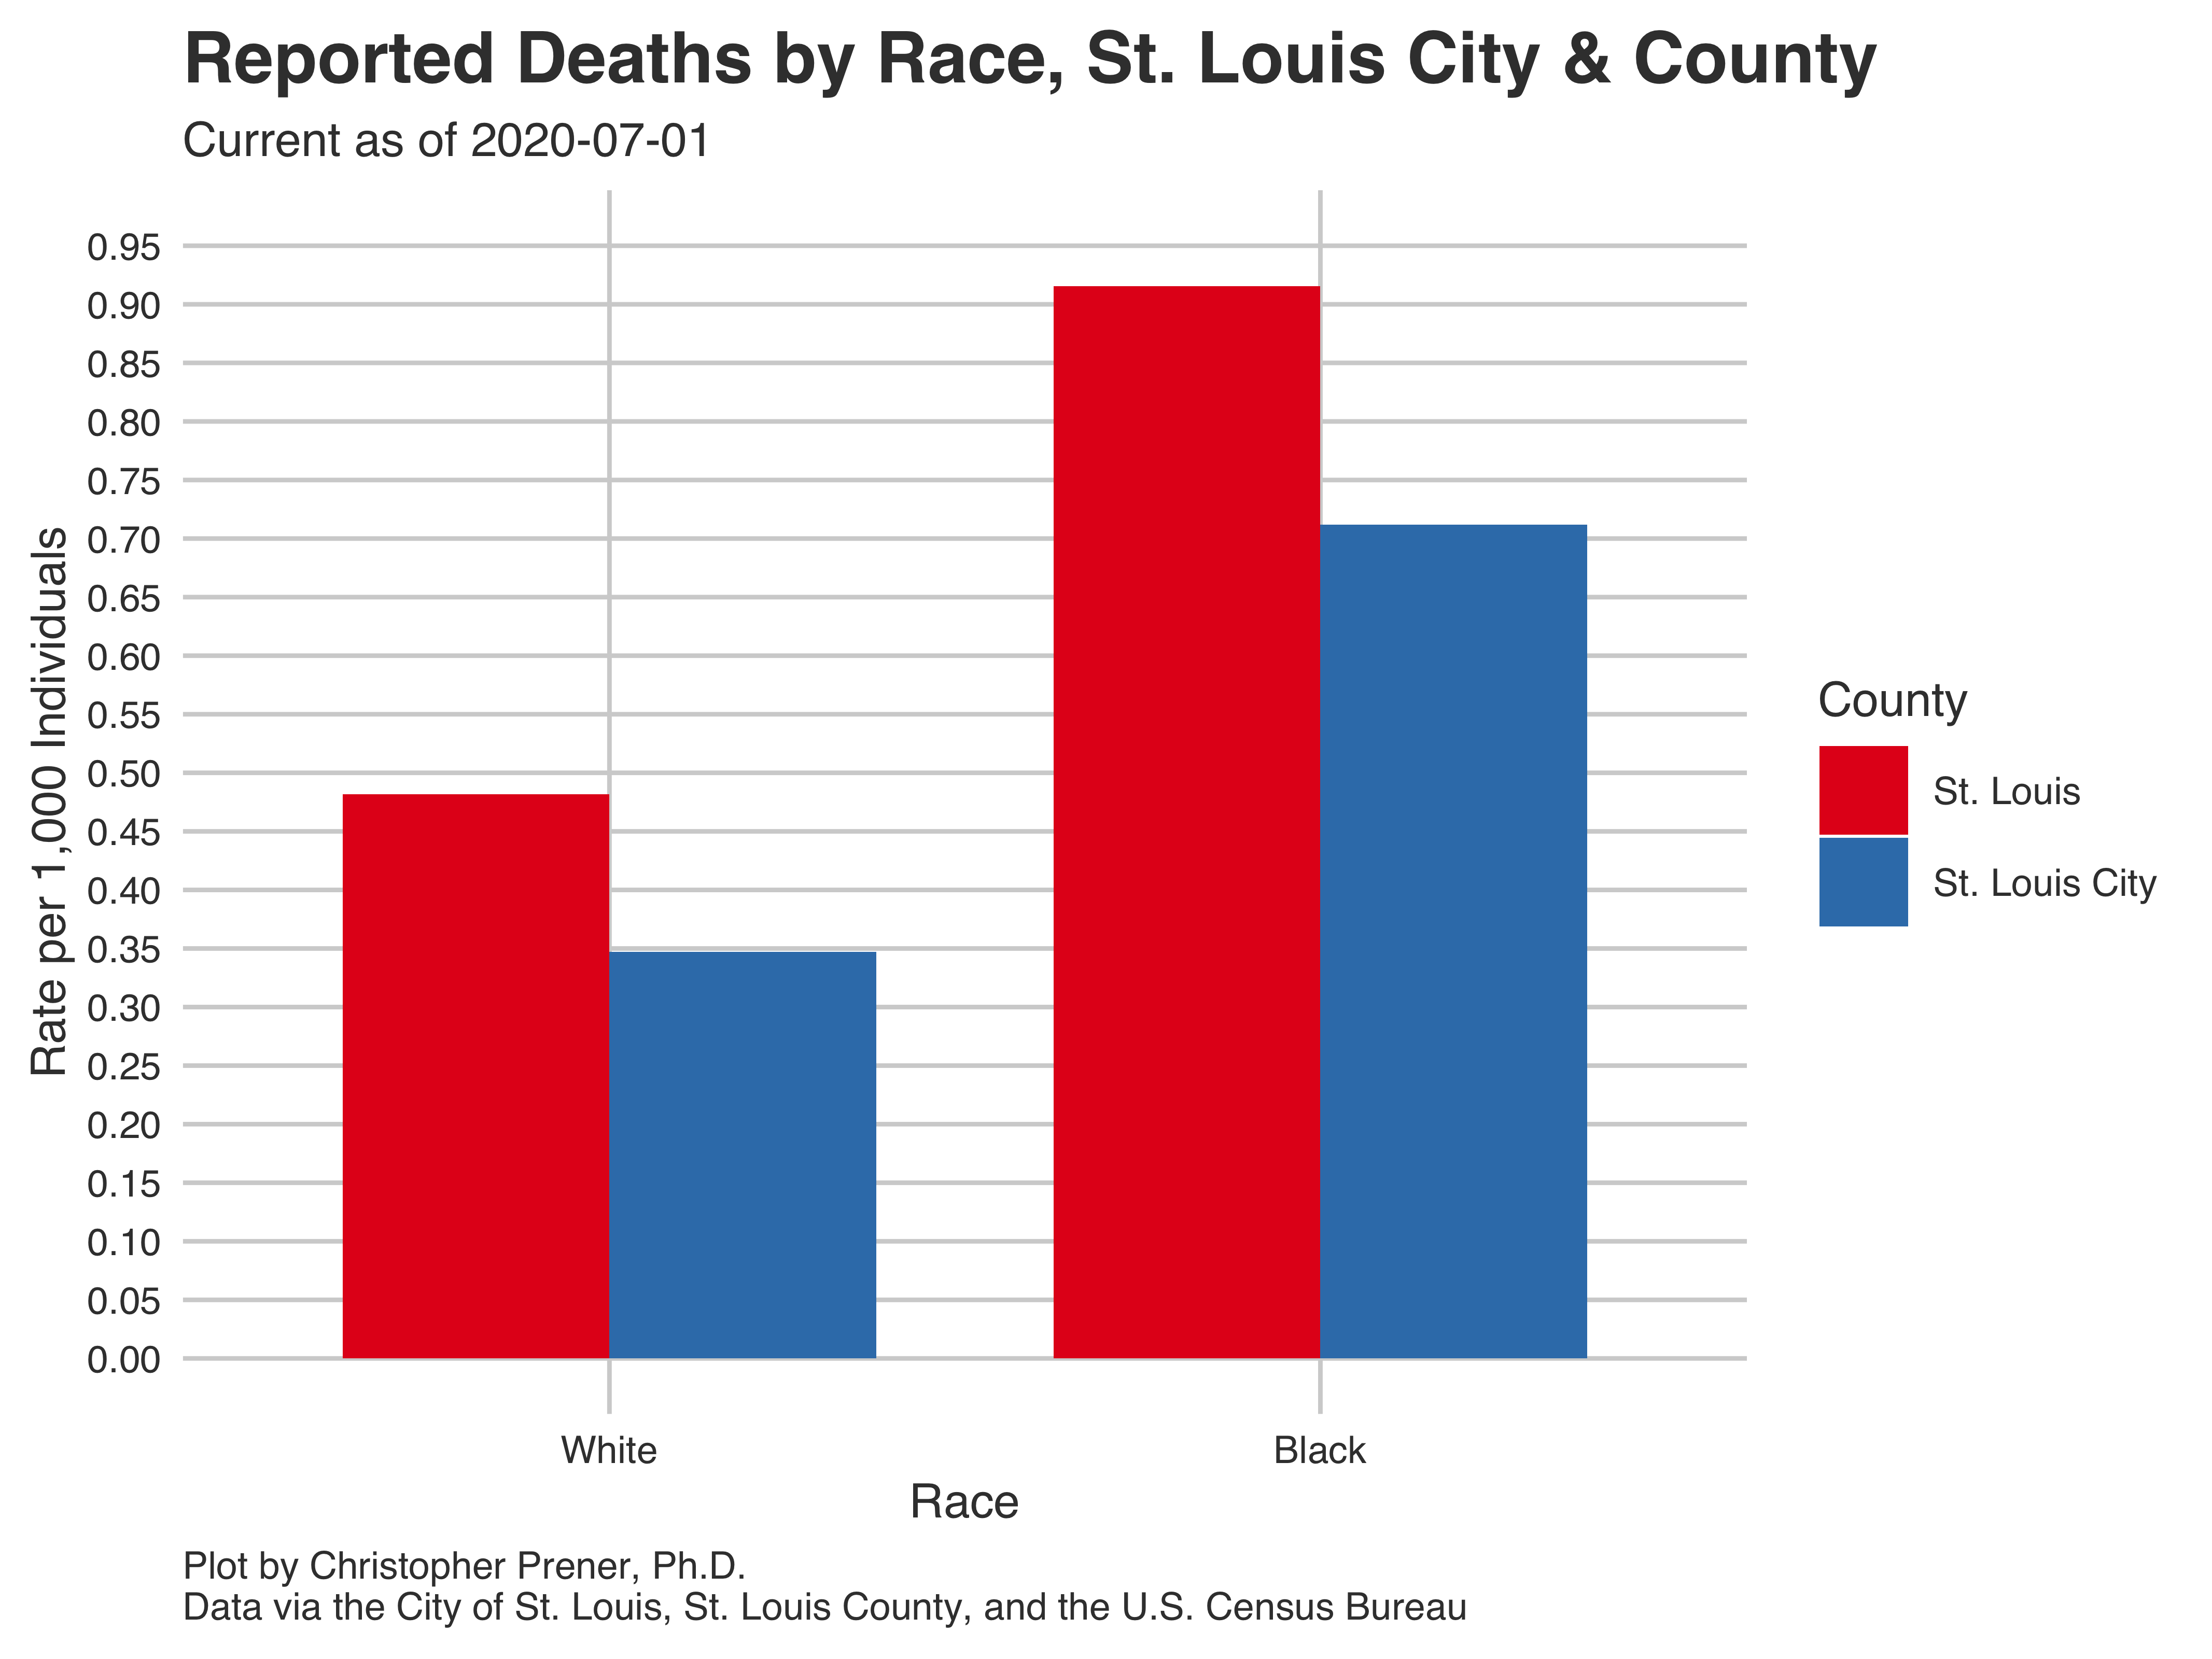 Reported Deaths by Race, St. Louis City & County
Current as of 2020-07-01
Rate per 1,000 Individuals
0.95
0.90
0.85
0.80
0.75
0.70
0.65
0.60
0.55
0.50
0.45
0.40
0.35
0.30
0.25
0.20
0.15
0.10
0.05
0.00
White
Black
Race
County
St. Louis
St. Louis City
Plot by Christopher Prener, Ph.D.
Data via the City of St. Louis, St. Louis County, and the U.S. Census Bureau